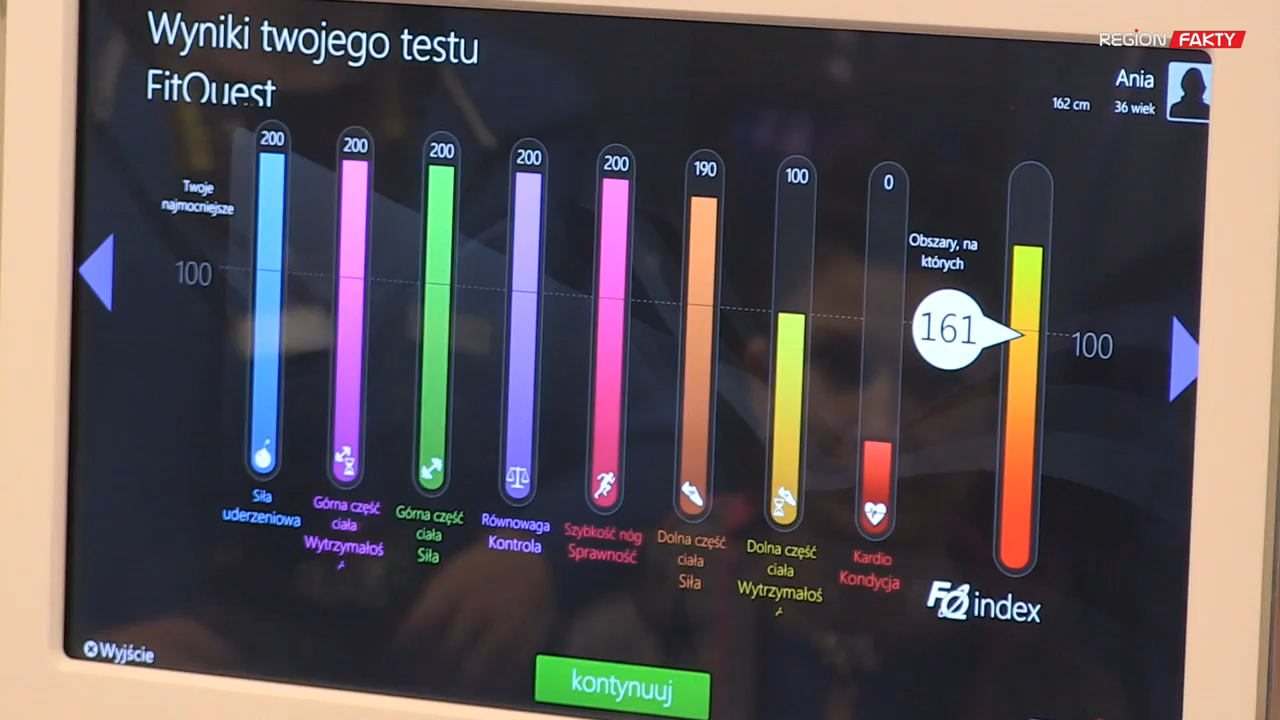 Wyniki twojego testu
FitQuest
REGION FAKTY
Ania
162 cm 36 wiek
Twoje
najmocniejsze
200
200
200
200
200
190
100
0
Obszary, na
których
100
161
100
Siła
uderzeniowa
Górna część
ciała
Wytrzymałoś
ć
Górna część
ciała
Siła
Równowaga
Kontrola
Szybkość nóg
Sprawność
Dolna część
ciała
Siła
Dolna część
ciała
Wytrzymałoś
ć
Kardio
Kondycja
FQ index
Wyjście
kontynuuj